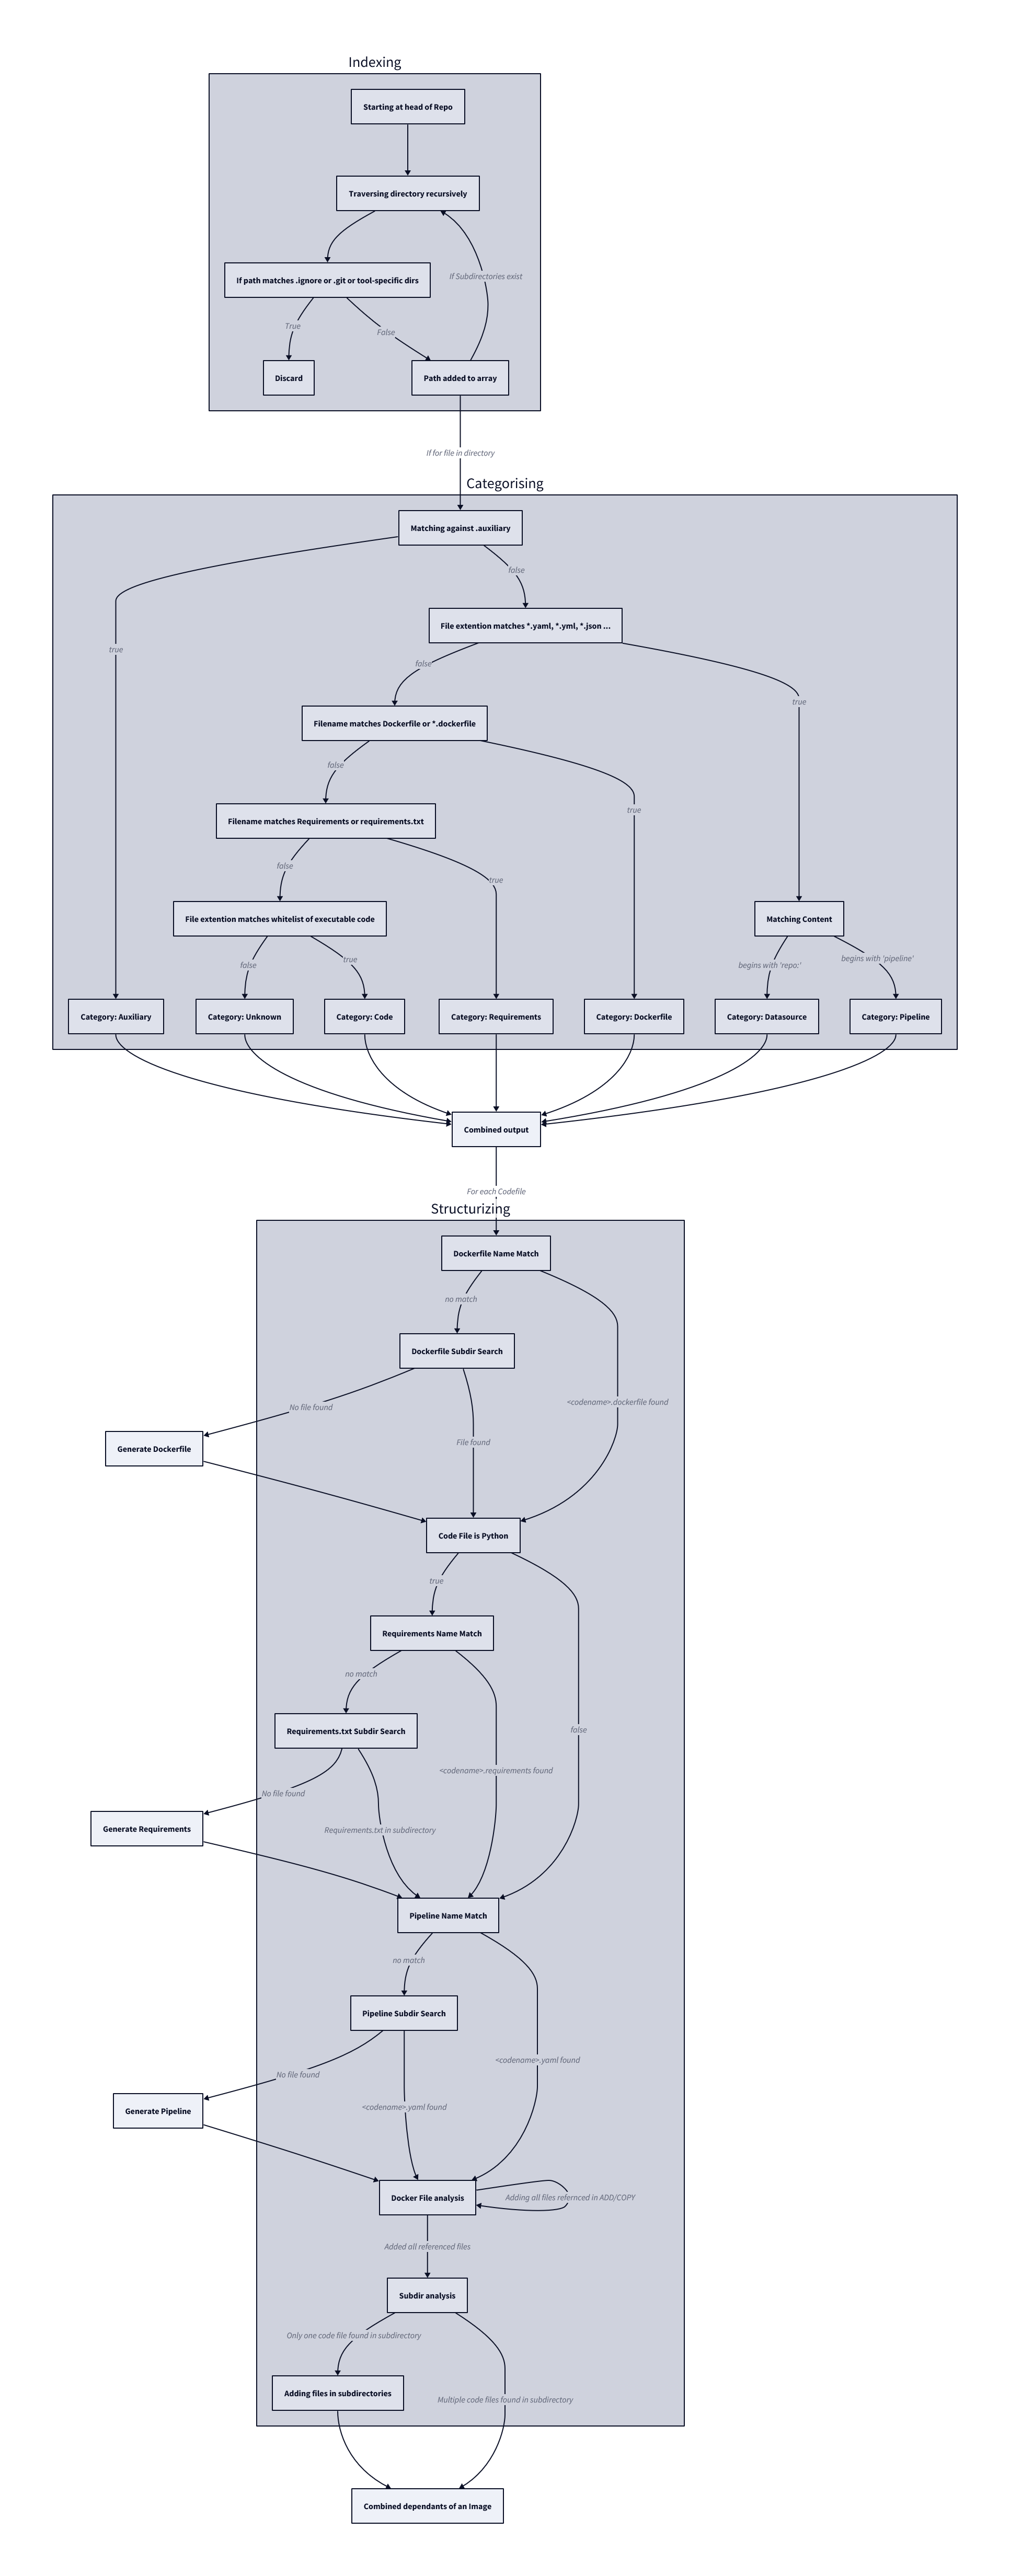 Indexing
Starting at head of Repo
Traversing directory recursively
If Subdirectories exist
If path matches .ignore or .git or tool-specific dirs
True
False
Discard
Path added to array
If for file in directory
Categorising
Matching against .auxiliary
false
File extention matches *.yaml, *.yml, *.json ...
true
false
true
Filename matches Dockerfile or *.dockerfile
false
true
Filename matches Requirements or requirements.txt
false
true
File extention matches whitelist of executable code
Matching Content
false
true
begins with 'repo:'
begins with 'pipeline'
Category: Auxiliary
Category: Unknown
Category: Code
Category: Requirements
Category: Dockerfile
Category: Datasource
Category: Pipeline
Combined output
For each Codefile
Structurizing
Dockerfile Name Match
no match
Dockerfile Subdir Search
<codename>.dockerfile found
No file found
File found
Generate Dockerfile
Code File is Python
true
Requirements Name Match
no match
Requirements.txt Subdir Search
false
<codename>.requirements found
No file found
Generate Requirements
Requirements.txt in subdirectory
Pipeline Name Match
no match
Pipeline Subdir Search
<codename>.yaml found
No file found
<codename>.yaml found
Generate Pipeline
Docker File analysis
Adding all files refernced in ADD/COPY
Added all referenced files
Subdir analysis
Only one code file found in subdirectory
Adding files in subdirectories
Multiple code files found in subdirectory
Combined dependants of an Image